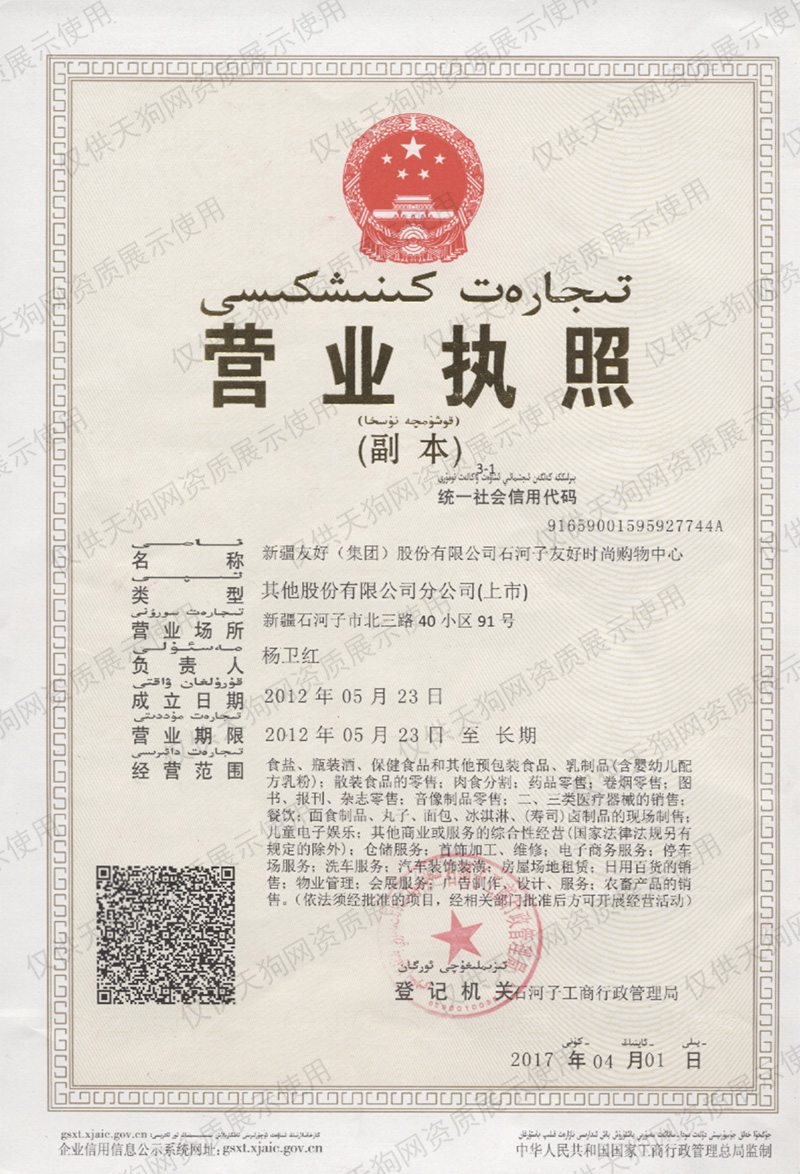 تىجارەت كىنىشكىسى
营业执照
(قوشۇمچە نۇسخا)
(副本)
3-1
统一社会信用代码
91659001595927744A
نامى
名称 新疆友好（集团）股份有限公司石河子友好时尚购物中心
تىپى
类型 其他股份有限公司分公司(上市)
تىجارەت سورۇنى
营业场所 新疆石河子市北三路40小区91号
مەسئۇلى
负责人 杨卫红
قۇرۇلغان ۋاقتى
成立日期 2012年05月23日
تىجارەت مۇددىتى
营业期限 2012年05月23日 至 长期
تىجارەت دائىرىسى
经营范围 食盐、瓶装酒、保健食品和其他预包装食品、乳制品(含婴幼儿配
方乳粉)；散装食品的零售；肉食分割；药品零售；卷烟零售；图
书、报刊、杂志零售；音像制品零售；二、三类医疗器械的销售；
餐饮；面食制品、丸子、面包、冰淇淋、(寿司)卤制品的现场制售；
儿童电子娱乐；其他商业或服务的综合性经营(国家法律法规另有
规定的除外)；仓储服务；首饰加工、维修；电子商务服务；停车
场服务；洗车服务；汽车装饰装潢；房屋场地租赁；日用百货的销
售；物业管理；会展服务；广告制作、设计、服务；农畜产品的销
售。（依法须经批准的项目，经相关部门批准后方可开展经营活动）
تىزىملىغۇچى ئورگان
登记机关 石河子工商行政管理局
يىلى ئاينىڭ كۈنى
2017年04月01日
gsxt.xjaic.gov.cn
企业信用信息公示系统网址: gsxt.xjaic.gov.cn
中华人民共和国国家工商行政管理总局监制
仅供天狗网资质展示使用